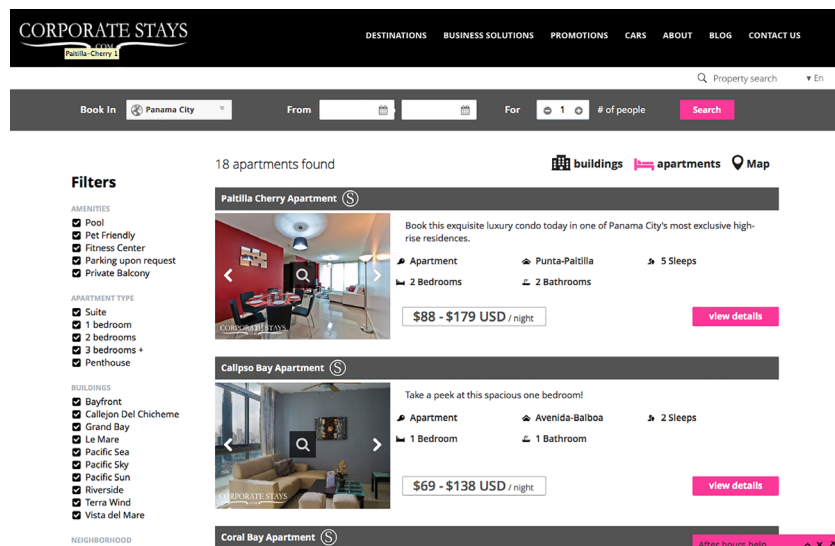 CORPORATE STAYS
.COM
Paitilla-Cherry 1
DESTINATIONS BUSINESS SOLUTIONS PROMOTIONS CARS ABOUT BLOG CONTACT US
Property search En
Book In Panama City From For 1 # of people Search
18 apartments found buildings apartments Map
Filters
AMENITIES
Pool
Pet Friendly
Fitness Center
Parking upon request
Private Balcony
APARTMENT TYPE
Suite
1 bedroom
2 bedrooms
3 bedrooms +
Penthouse
BUILDINGS
Bayfront
Callejon Del Chicheme
Grand Bay
Le Mare
Pacific Sea
Pacific Sky
Pacific Sun
Riverside
Terra Wind
Vista del Mare
NEIGHBORHOOD
Paitilla Cherry Apartment S
CORPORATE STAYS
Book this exquisite luxury condo today in one of Panama City's most exclusive high-
rise residences.
Apartment Punta-Paitilla 5 Sleeps
2 Bedrooms 2 Bathrooms
$88 - $179 USD / night view details
Calipso Bay Apartment S
CORPORATE STAYS
Take a peek at this spacious one bedroom!
Apartment Avenida-Balboa 2 Sleeps
1 Bedroom 1 Bathroom
$69 - $138 USD / night view details
Coral Bay Apartment S
After hours help